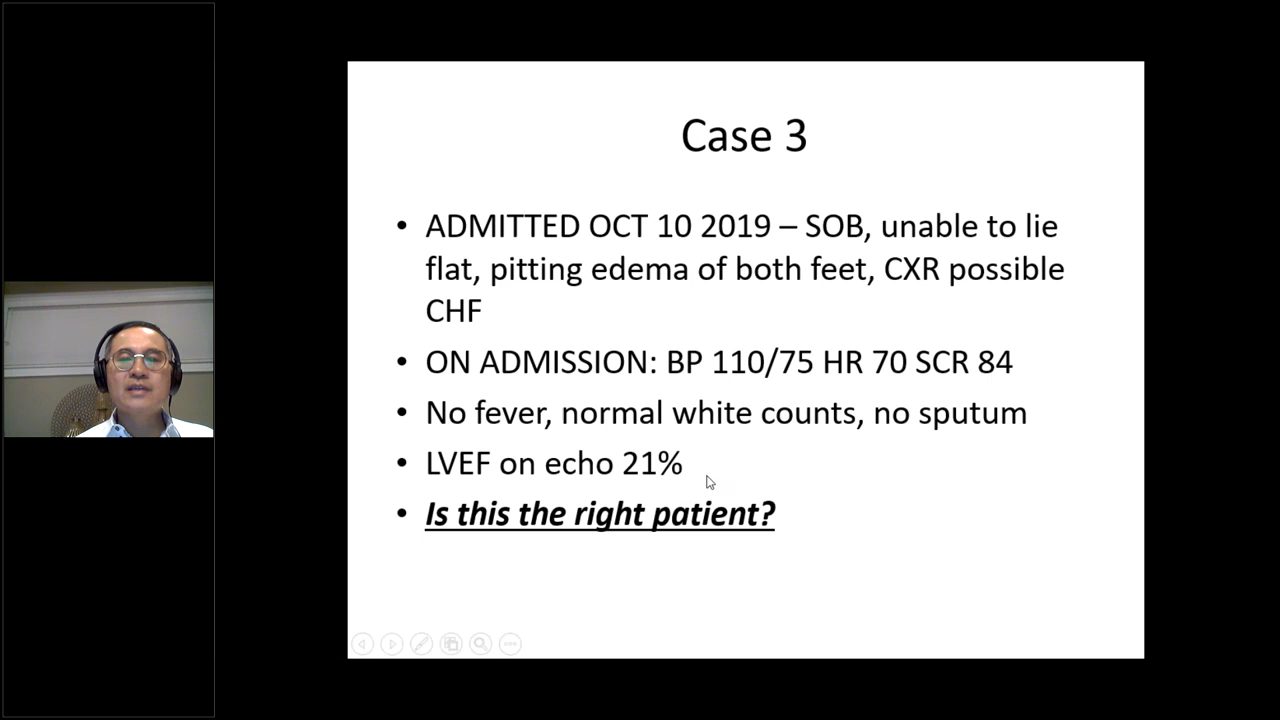 Case 3
• ADMITTED OCT 10 2019 – SOB, unable to lie
flat, pitting edema of both feet, CXR possible
CHF
• ON ADMISSION: BP 110/75 HR 70 SCR 84
• No fever, normal white counts, no sputum
• LVEF on echo 21%
• Is this the right patient?